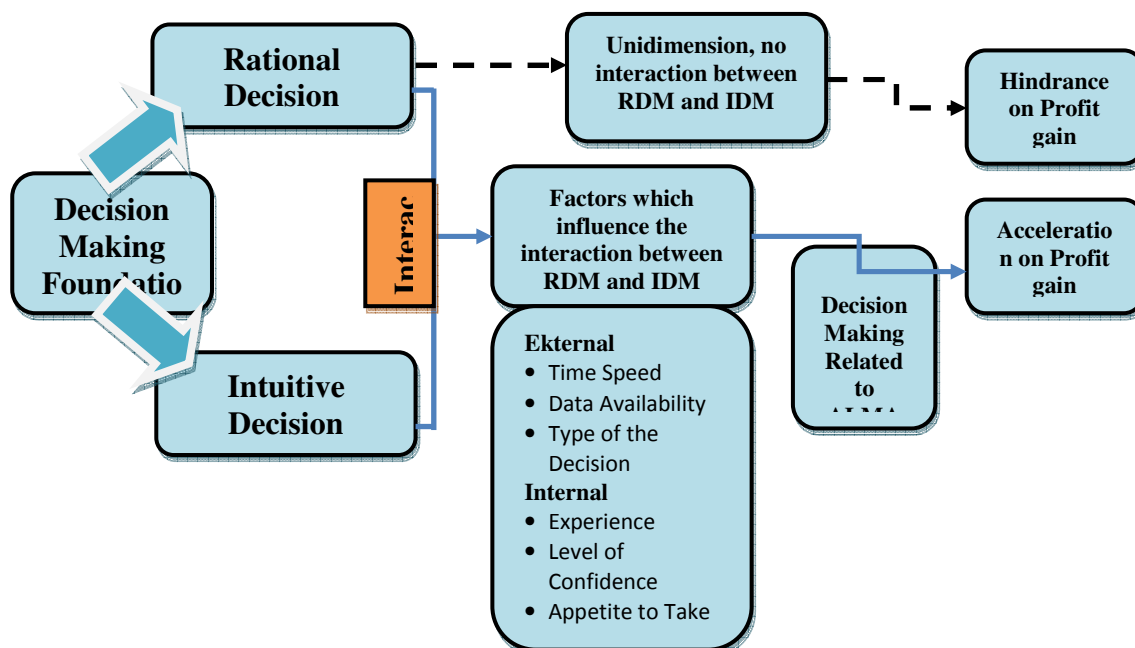 Rational
Decision
Unidimension, no
interaction between
RDM and IDM
Hindrance
on Profit
gain
Decision
Making
Foundatio
Interac
Factors which
influence the
interaction between
RDM and IDM
Acceleratio
n on Profit
gain
Intuitive
Decision
Ekternal
• Time Speed
• Data Availability
• Type of the
Decision
Internal
• Experience
• Level of
Confidence
• Appetite to Take
Decision
Making
Related
to